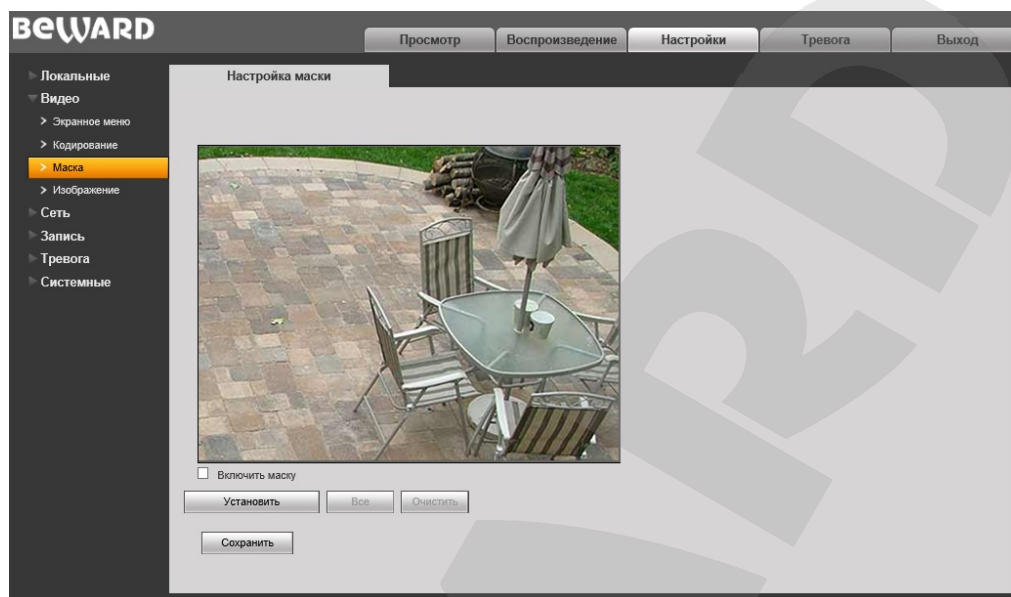 BEWARD
Просмотр
Воспроизведение
Настройки
Тревога
Выход
Локальные
Видео
> Экранное меню
> Кодирование
> Маска
> Изображение
Сеть
Запись
Тревога
Системные
Настройка маски
Включить маску
Установить
Все
Очистить
Сохранить